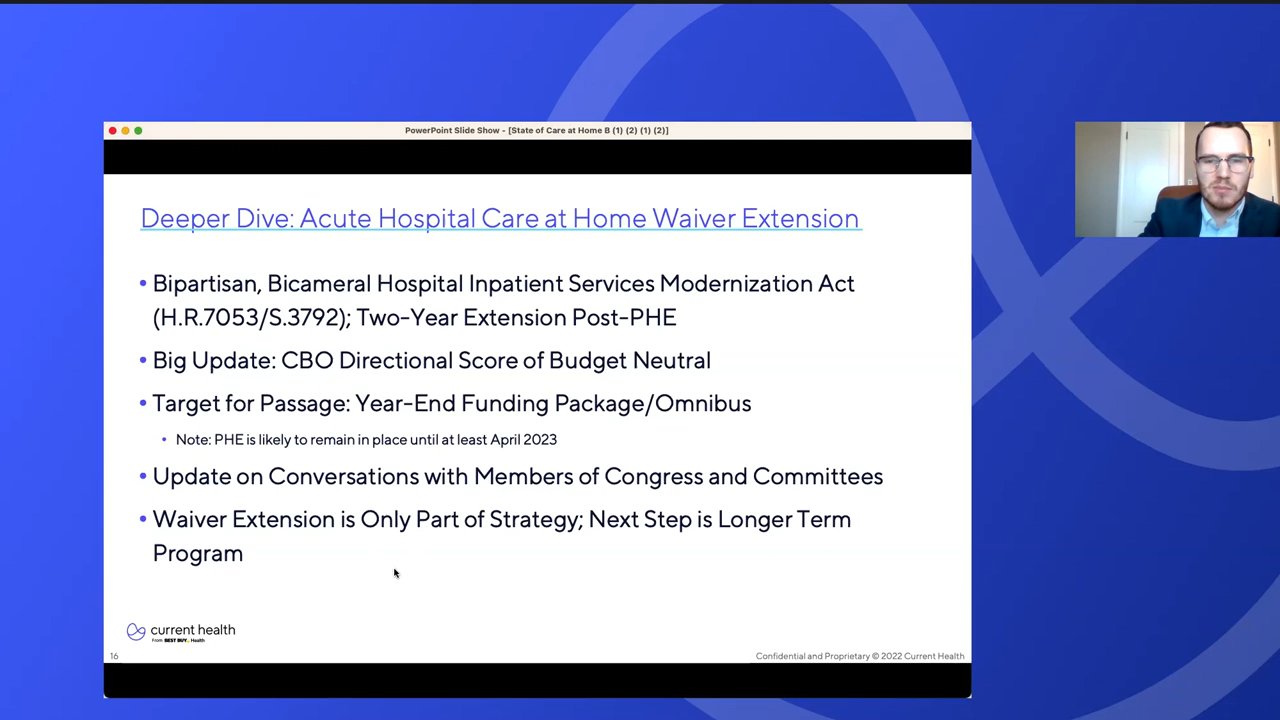 PowerPoint Slide Show - [State of Care at Home B (1) (2) (1) (2)]
Deeper Dive: Acute Hospital Care at Home Waiver Extension
• Bipartisan, Bicameral Hospital Inpatient Services Modernization Act
(H.R.7053/S.3792); Two-Year Extension Post-PHE
• Big Update: CBO Directional Score of Budget Neutral
• Target for Passage: Year-End Funding Package/Omnibus
• Note: PHE is likely to remain in place until at least April 2023
• Update on Conversations with Members of Congress and Committees
• Waiver Extension is Only Part of Strategy; Next Step is Longer Term
Program
current health
From BEST BUY Health
16
Confidential and Proprietary © 2022 Current Health